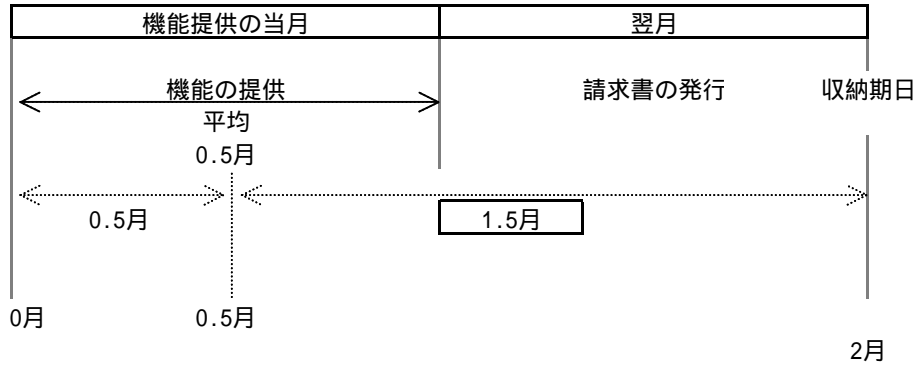 機能提供の当月 翌月
機能の提供 請求書の発行 収納期日
平均
0.5月
0.5月 1.5月
0月 0.5月
2月